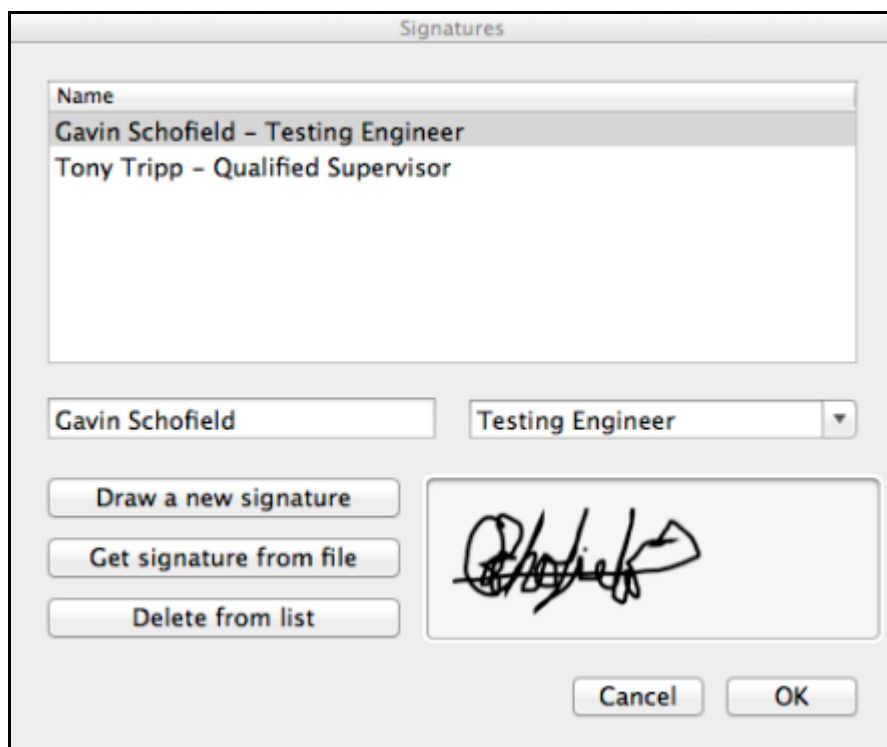 Signatures
Name
Gavin Schofield – Testing Engineer
Tony Tripp – Qualified Supervisor
Gavin Schofield
Testing Engineer
Draw a new signature
Get signature from file
Delete from list
Cancel
OK